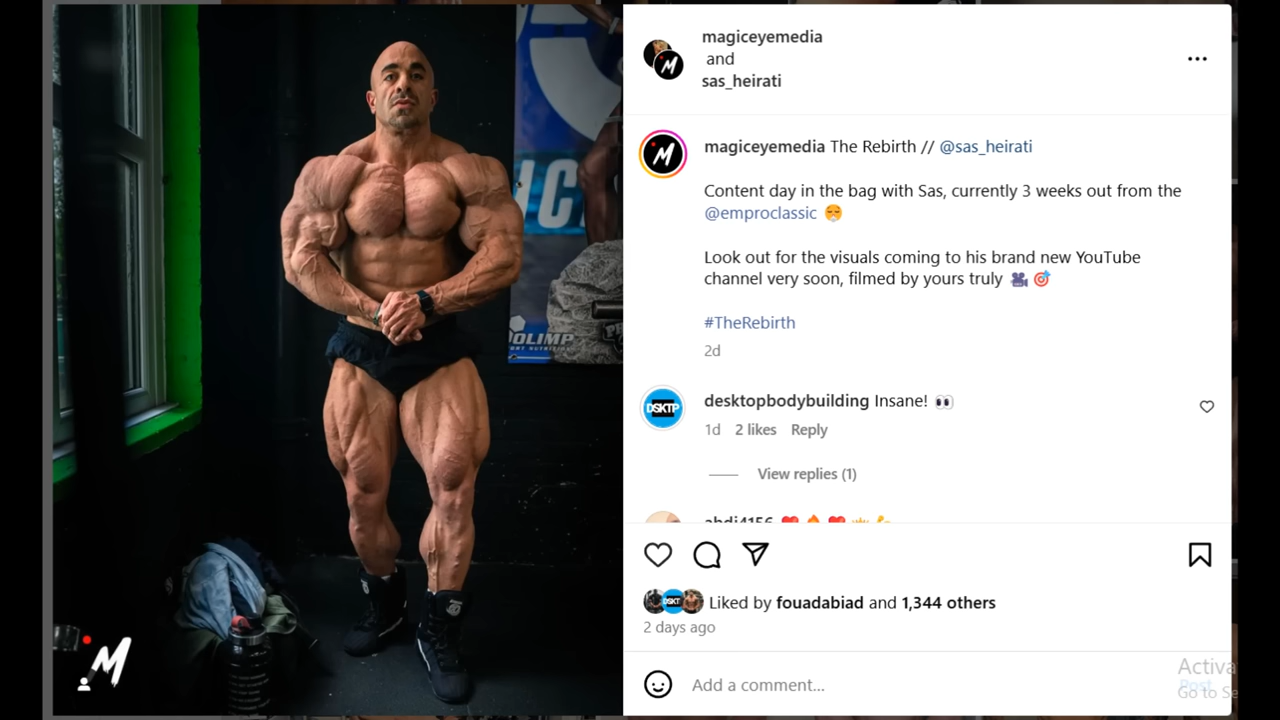 magiceyemedia
and
sas_heirati
magiceyemedia The Rebirth // @sas_heirati
Content day in the bag with Sas, currently 3 weeks out from the
@emproclassic 😤
Look out for the visuals coming to his brand new YouTube
channel very soon, filmed by yours truly 🎥 🎯
#TheRebirth
2d
DSKTP
desktopbodybuilding Insane! 👀
1d 2 likes Reply
View replies (1)
Liked by fouadabiad and 1,344 others
2 days ago
Add a comment...
Post
OLIMP
M